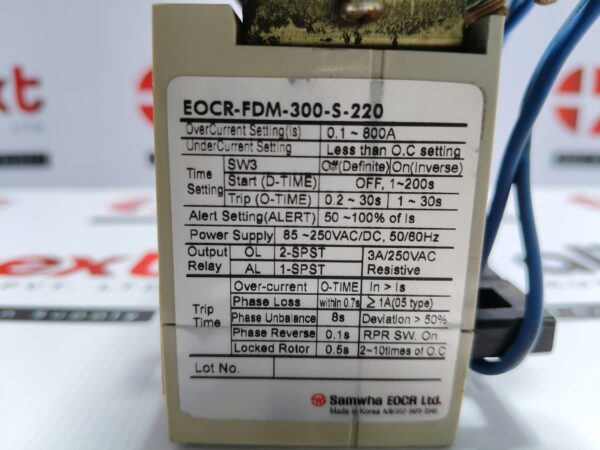 EOCR-FDM-300-S-220
OverCurrent Setting(Is) 0.1 ~ 800A
UnderCurrent Setting Less than O.C setting
Time Setting SW3 Off(Definite) On(Inverse)
Start (D-TIME) OFF, 1~200s
Trip (O-TIME) 0.2 ~ 30s 1 ~ 30s
Alert Setting(ALERT) 50 ~100% of Is
Power Supply 85 ~250VAC/DC, 50/60Hz
Output Relay OL 2-SPST 3A/250VAC
AL 1-SPST Resistive
Trip Time Over-current O-TIME In > Is
Phase Loss within 0.7s ≥ 1A(05 type)
Phase Unbalance 8s Deviation > 50%
Phase Reverse 0.1s RPR SW. On
Locked Rotor 0.5s 2~10times of O.C
Lot No.
Samwha EOCR Ltd.
Made in Korea